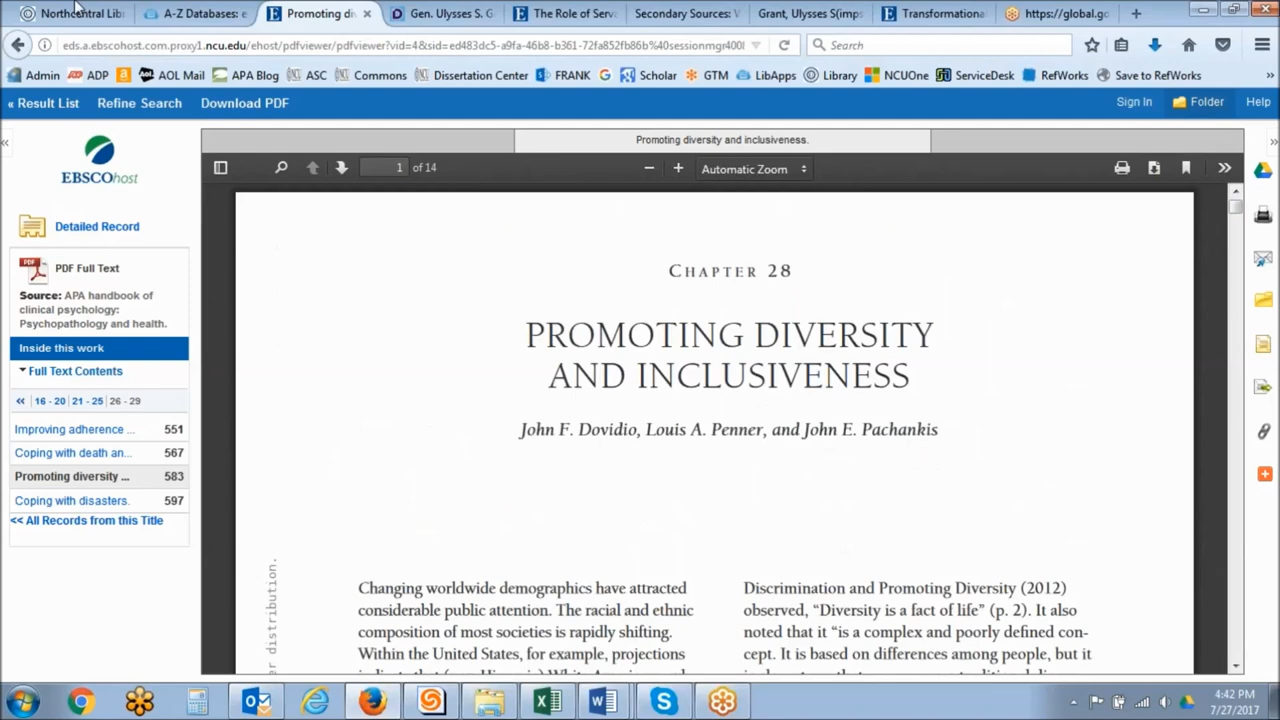 Northcentral Lib
A-Z Databases: e
Promoting di
Gen. Ulysses S. G
The Role of Serv
Secondary Sources: W
Grant, Ulysses S(imps
Transformationa
https://global.go
eds.a.ebscohost.com.proxy1.ncu.edu/ehost/pdfviewer/pdfviewer?vid=4&sid=ed483dc5-a9fa-46b8-b361-72fa852fb86b%40sessionmgr400
Search
Admin
ADP
AOL Mail
APA Blog
ASC
Commons
Dissertation Center
FRANK
Scholar
GTM
LibApps
Library
NCUOne
ServiceDesk
RefWorks
Save to RefWorks
« Result List
Refine Search
Download PDF
Sign In
Folder
Help
EBSCOhost
Detailed Record
PDF Full Text
Source: APA handbook of
clinical psychology:
Psychopathology and health.
Inside this work
Full Text Contents
« 16 - 20 21 - 25 26 - 29
Improving adherence ... 551
Coping with death an... 567
Promoting diversity ... 583
Coping with disasters. 597
<< All Records from this Title
Promoting diversity and inclusiveness.
1 of 14
Automatic Zoom
CHAPTER 28
PROMOTING DIVERSITY
AND INCLUSIVENESS
John F. Dovidio, Louis A. Penner, and John E. Pachankis
Changing worldwide demographics have attracted
considerable public attention. The racial and ethnic
composition of most societies is rapidly shifting.
Within the United States, for example, projections
Discrimination and Promoting Diversity (2012)
observed, “Diversity is a fact of life” (p. 2). It also
noted that it “is a complex and poorly defined con-
cept. It is based on differences among people, but it
er distribution.
4:42 PM
7/27/2017